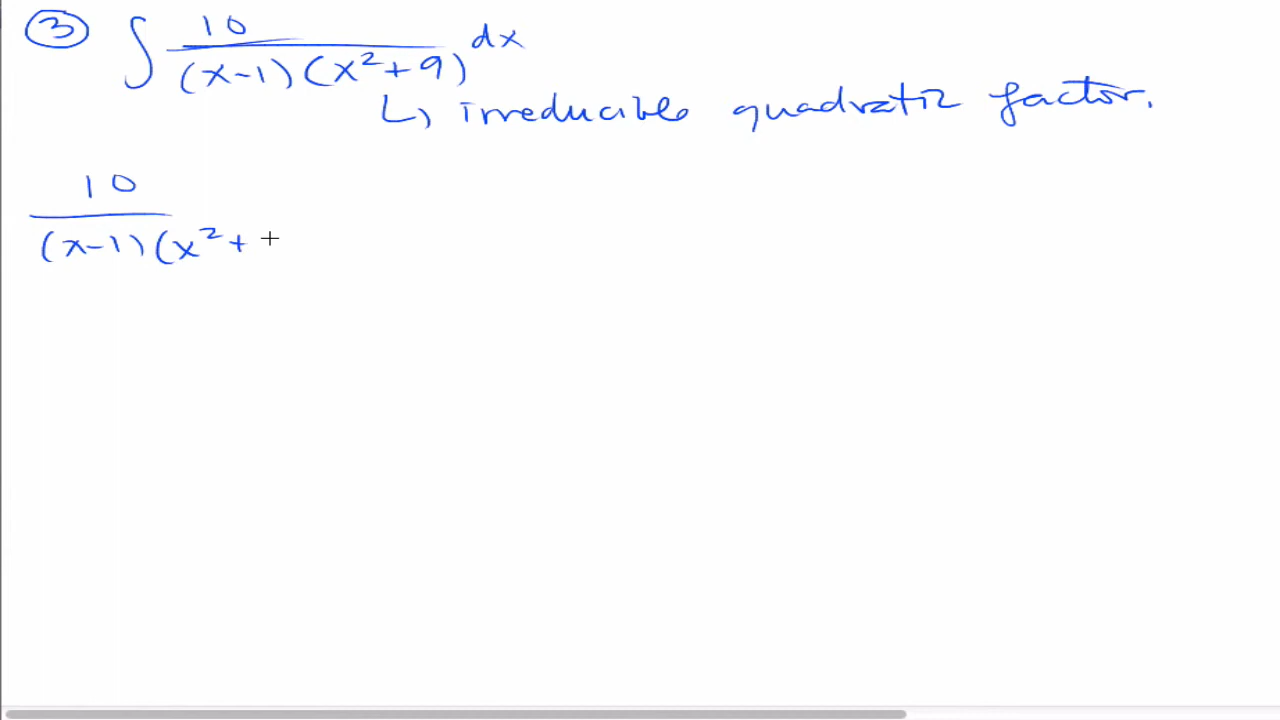 ③ ∫ 10 / (x-1)(x²+9) dx
↳ irreducible quadratic factor.
10 / (x-1)(x²+